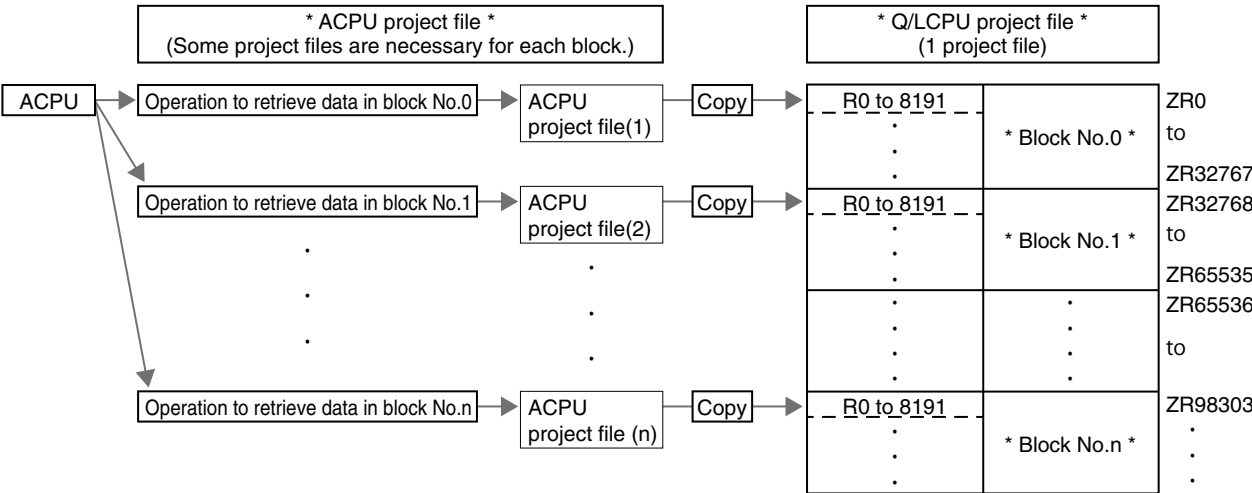 * ACPU project file *
(Some project files are necessary for each block.)
* Q/LCPU project file *
(1 project file)
ACPU
Operation to retrieve data in block No.0
ACPU
project file(1)
Copy
R0 to 8191
* Block No.0 *
ZR0
to
ZR32767
Operation to retrieve data in block No.1
ACPU
project file(2)
Copy
R0 to 8191
* Block No.1 *
ZR32768
to
ZR65535
ZR65536
to
Operation to retrieve data in block No.n
ACPU
project file (n)
Copy
R0 to 8191
* Block No.n *
ZR98303